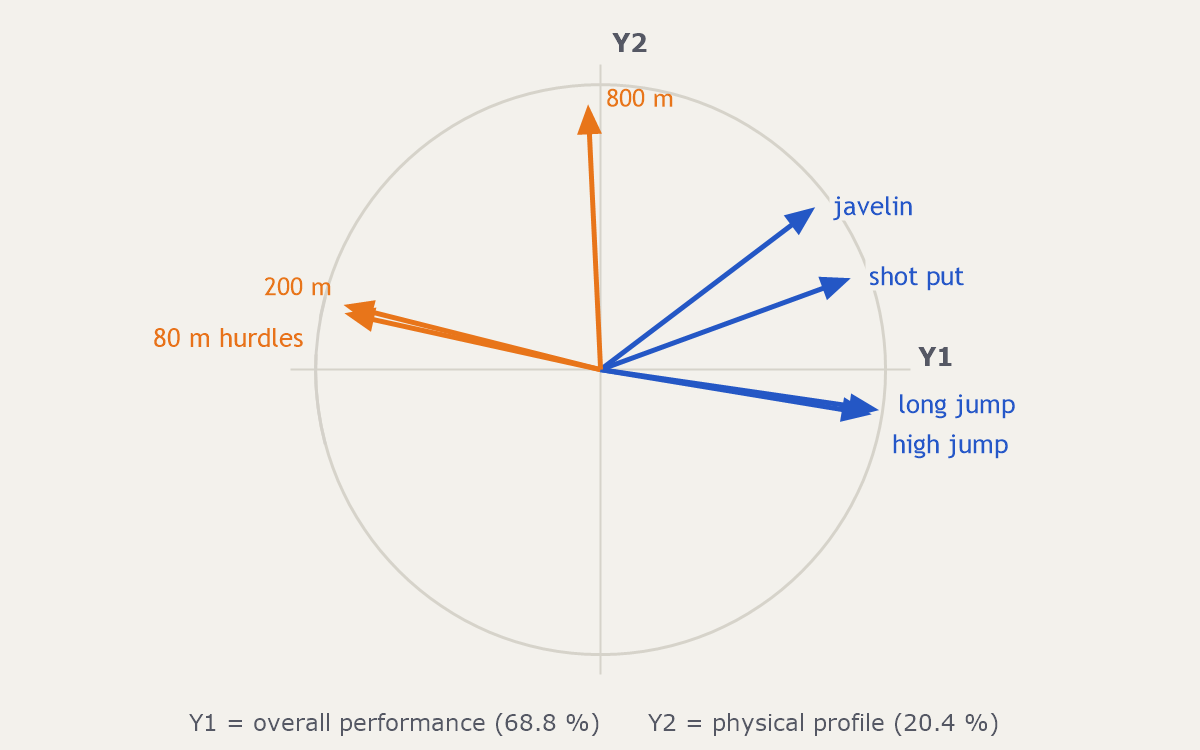 Y2
800 m
javelin
200 m
shot put
80 m hurdles
Y1
long jump
high jump
Y1 = overall performance (68.8 %) Y2 = physical profile (20.4 %)